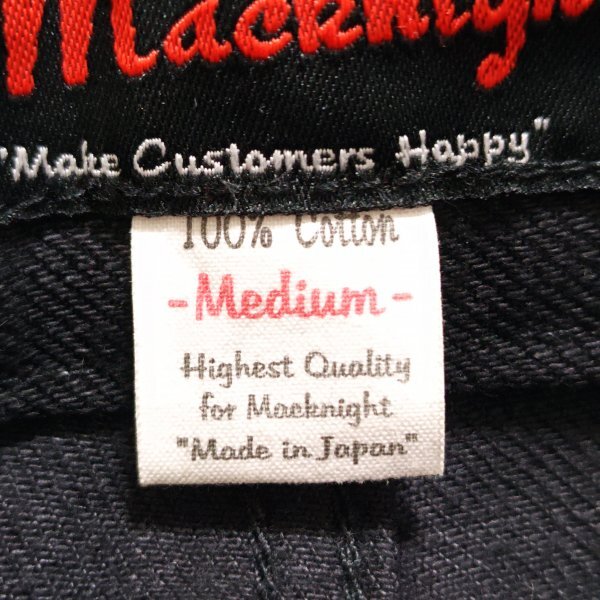 Macknigh
"Make Customers Happy"
100% Cotton
-Medium-
Highest Quality
for Macknight
"Made in Japan"